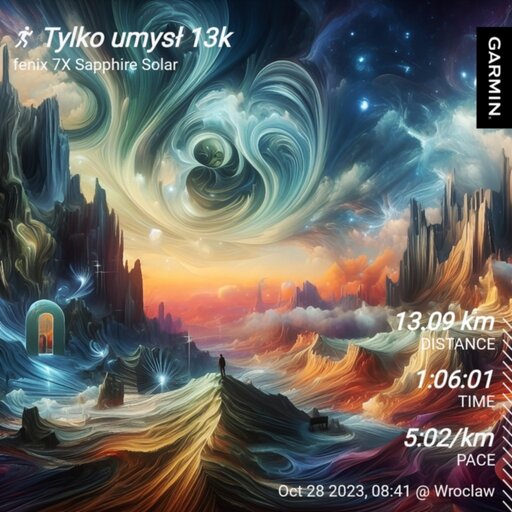 Tylko umysł 13k
fenix 7X Sapphire Solar
GARMIN.
13.09 km
DISTANCE
1:06:01
TIME
5:02/km
PACE
Oct 28 2023, 08:41 @ Wroclaw